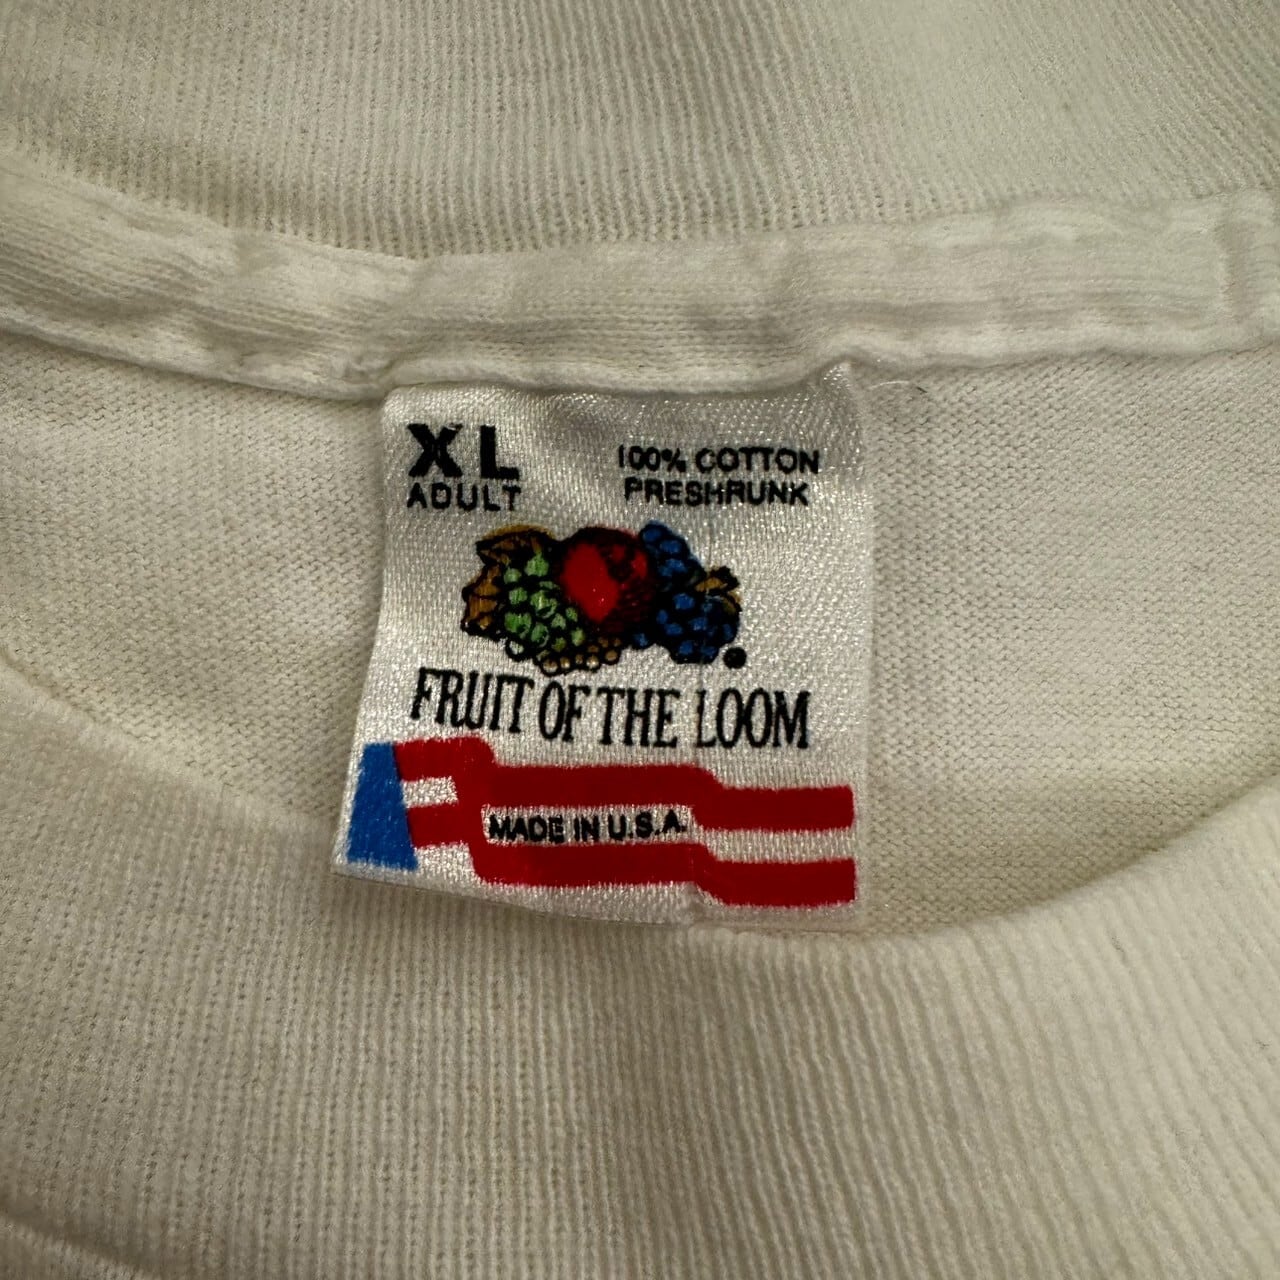 XL
ADULT
100% COTTON
PRESHRUNK
FRUIT OF THE LOOM
MADE IN U.S.A.